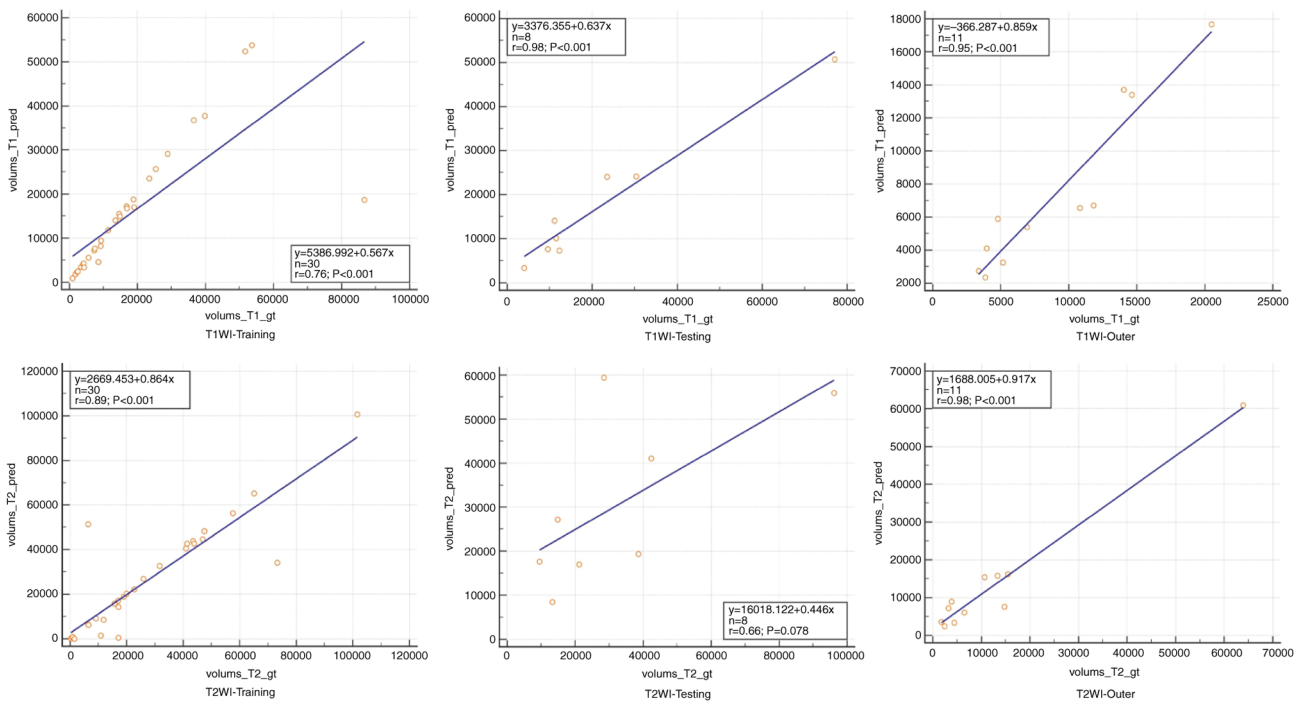 60000
50000
40000
30000
20000
10000
0
volums_T1_pred
y=5386.992+0.567x
n=30
r=0.76; P<0.001
0 20000 40000 60000 80000 100000
volums_T1_gt
T1WI-Training
60000
50000
40000
30000
20000
10000
0
volums_T1_pred
y=3376.355+0.637x
n=8
r=0.98; P<0.001
0 20000 40000 60000 80000
volums_T1_gt
T1WI-Testing
18000
16000
14000
12000
10000
8000
6000
4000
2000
volums_T1_pred
y=–366.287+0.859x
n=11
r=0.95; P<0.001
0 5000 10000 15000 20000 25000
volums_T1_gt
T1WI-Outer
120000
100000
80000
60000
40000
20000
0
volums_T2_pred
y=2669.453+0.864x
n=30
r=0.89; P<0.001
0 20000 40000 60000 80000 100000 120000
volums_T2_gt
T2WI-Training
60000
50000
40000
30000
20000
10000
0
volums_T2_pred
y=16018.122+0.446x
n=8
r=0.66; P=0.078
0 20000 40000 60000 80000 100000
volums_T2_gt
T2WI-Testing
70000
60000
50000
40000
30000
20000
10000
0
volums_T2_pred
y=1688.005+0.917x
n=11
r=0.98; P<0.001
0 10000 20000 30000 40000 50000 60000 70000
volums_T2_gt
T2WI-Outer